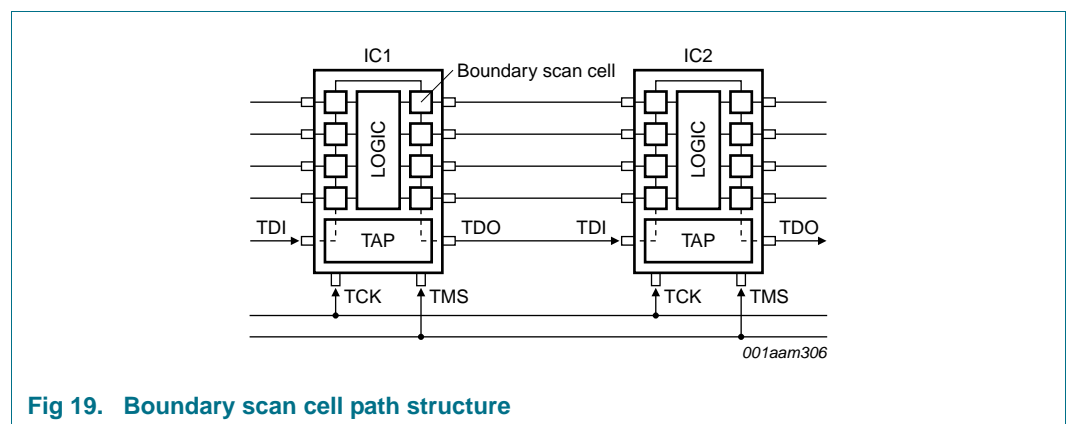 IC1
IC2
Boundary scan cell
LOGIC
LOGIC
TDI
TAP
TDO
TDI
TAP
TDO
TCK
TMS
TCK
TMS
001aam306
Fig 19. Boundary scan cell path structure